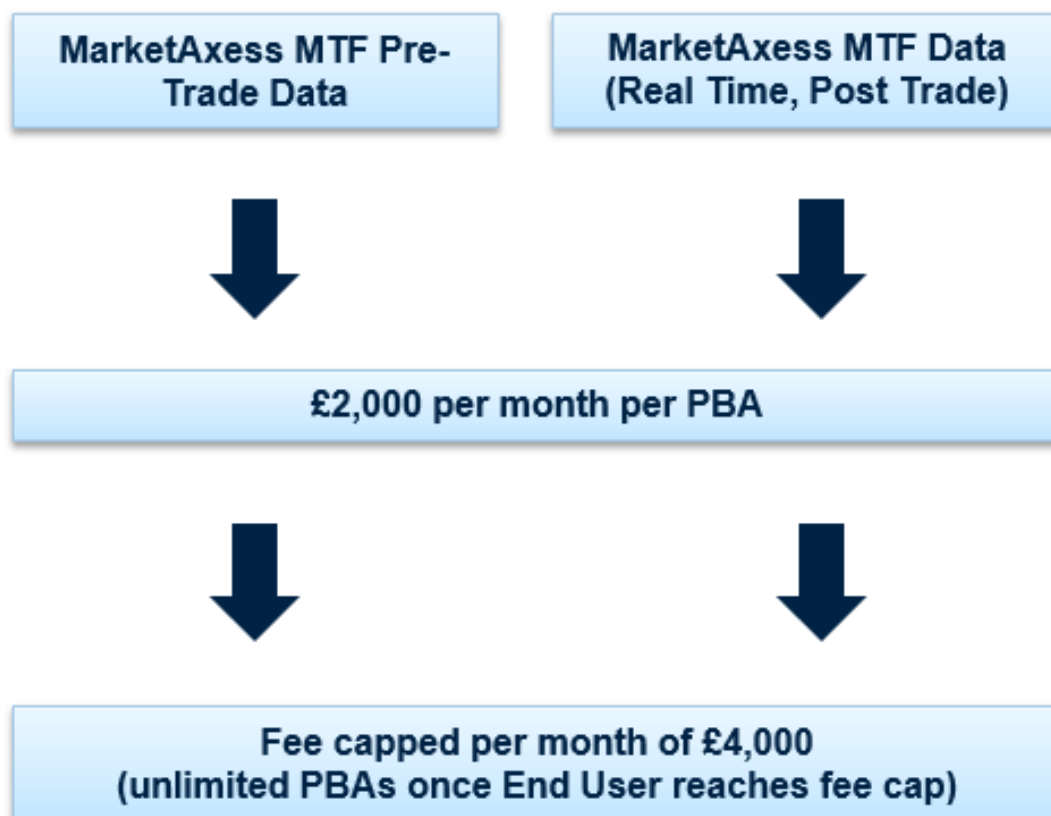 MarketAxess MTF Pre-
Trade Data
MarketAxess MTF Data
(Real Time, Post Trade)
£2,000 per month per PBA
Fee capped per month of £4,000
(unlimited PBAs once End User reaches fee cap)